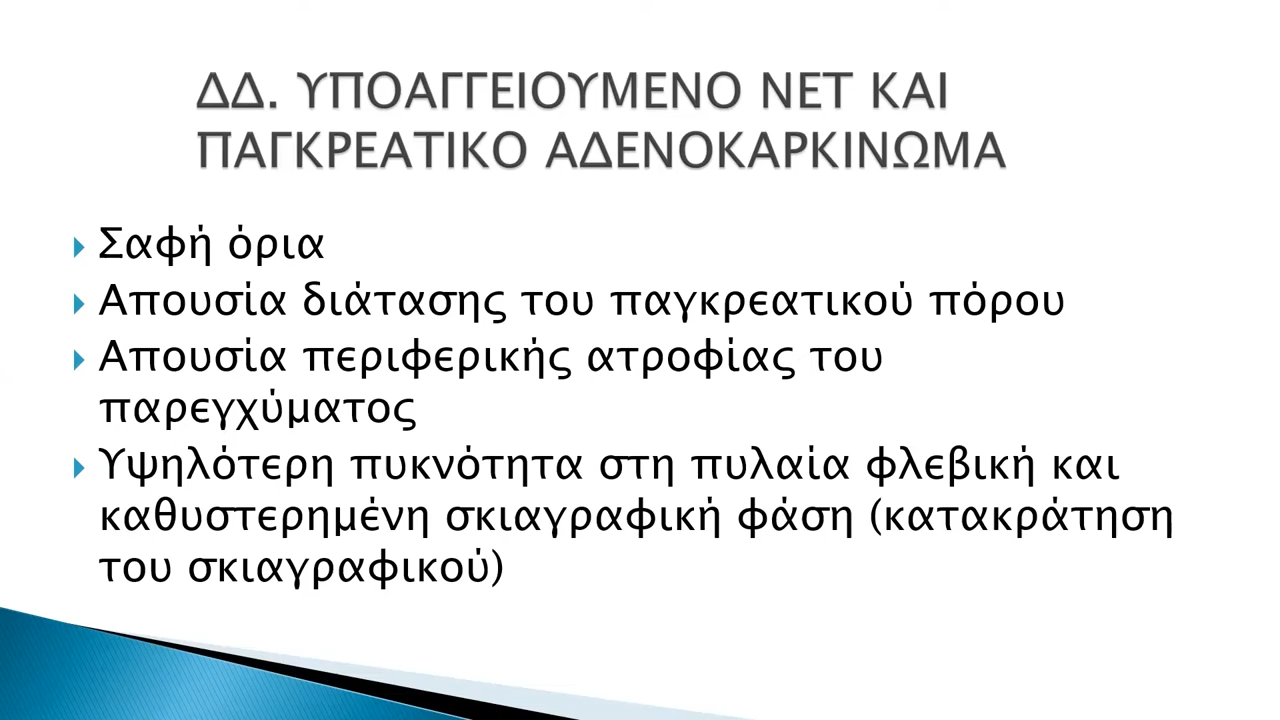 ΔΔ. ΥΠΟΑΓΓΕΙΟΥΜΕΝΟ ΝΕΤ ΚΑΙ
ΠΑΓΚΡΕΑΤΙΚΟ ΑΔΕΝΟΚΑΡΚΙΝΩΜΑ
Σαφή όρια
Απουσία διάτασης του παγκρεατικού πόρου
Απουσία περιφερικής ατροφίας του
παρεγχύματος
Υψηλότερη πυκνότητα στη πυλαία φλεβική και
καθυστερημένη σκιαγραφική φάση (κατακράτηση
του σκιαγραφικού)